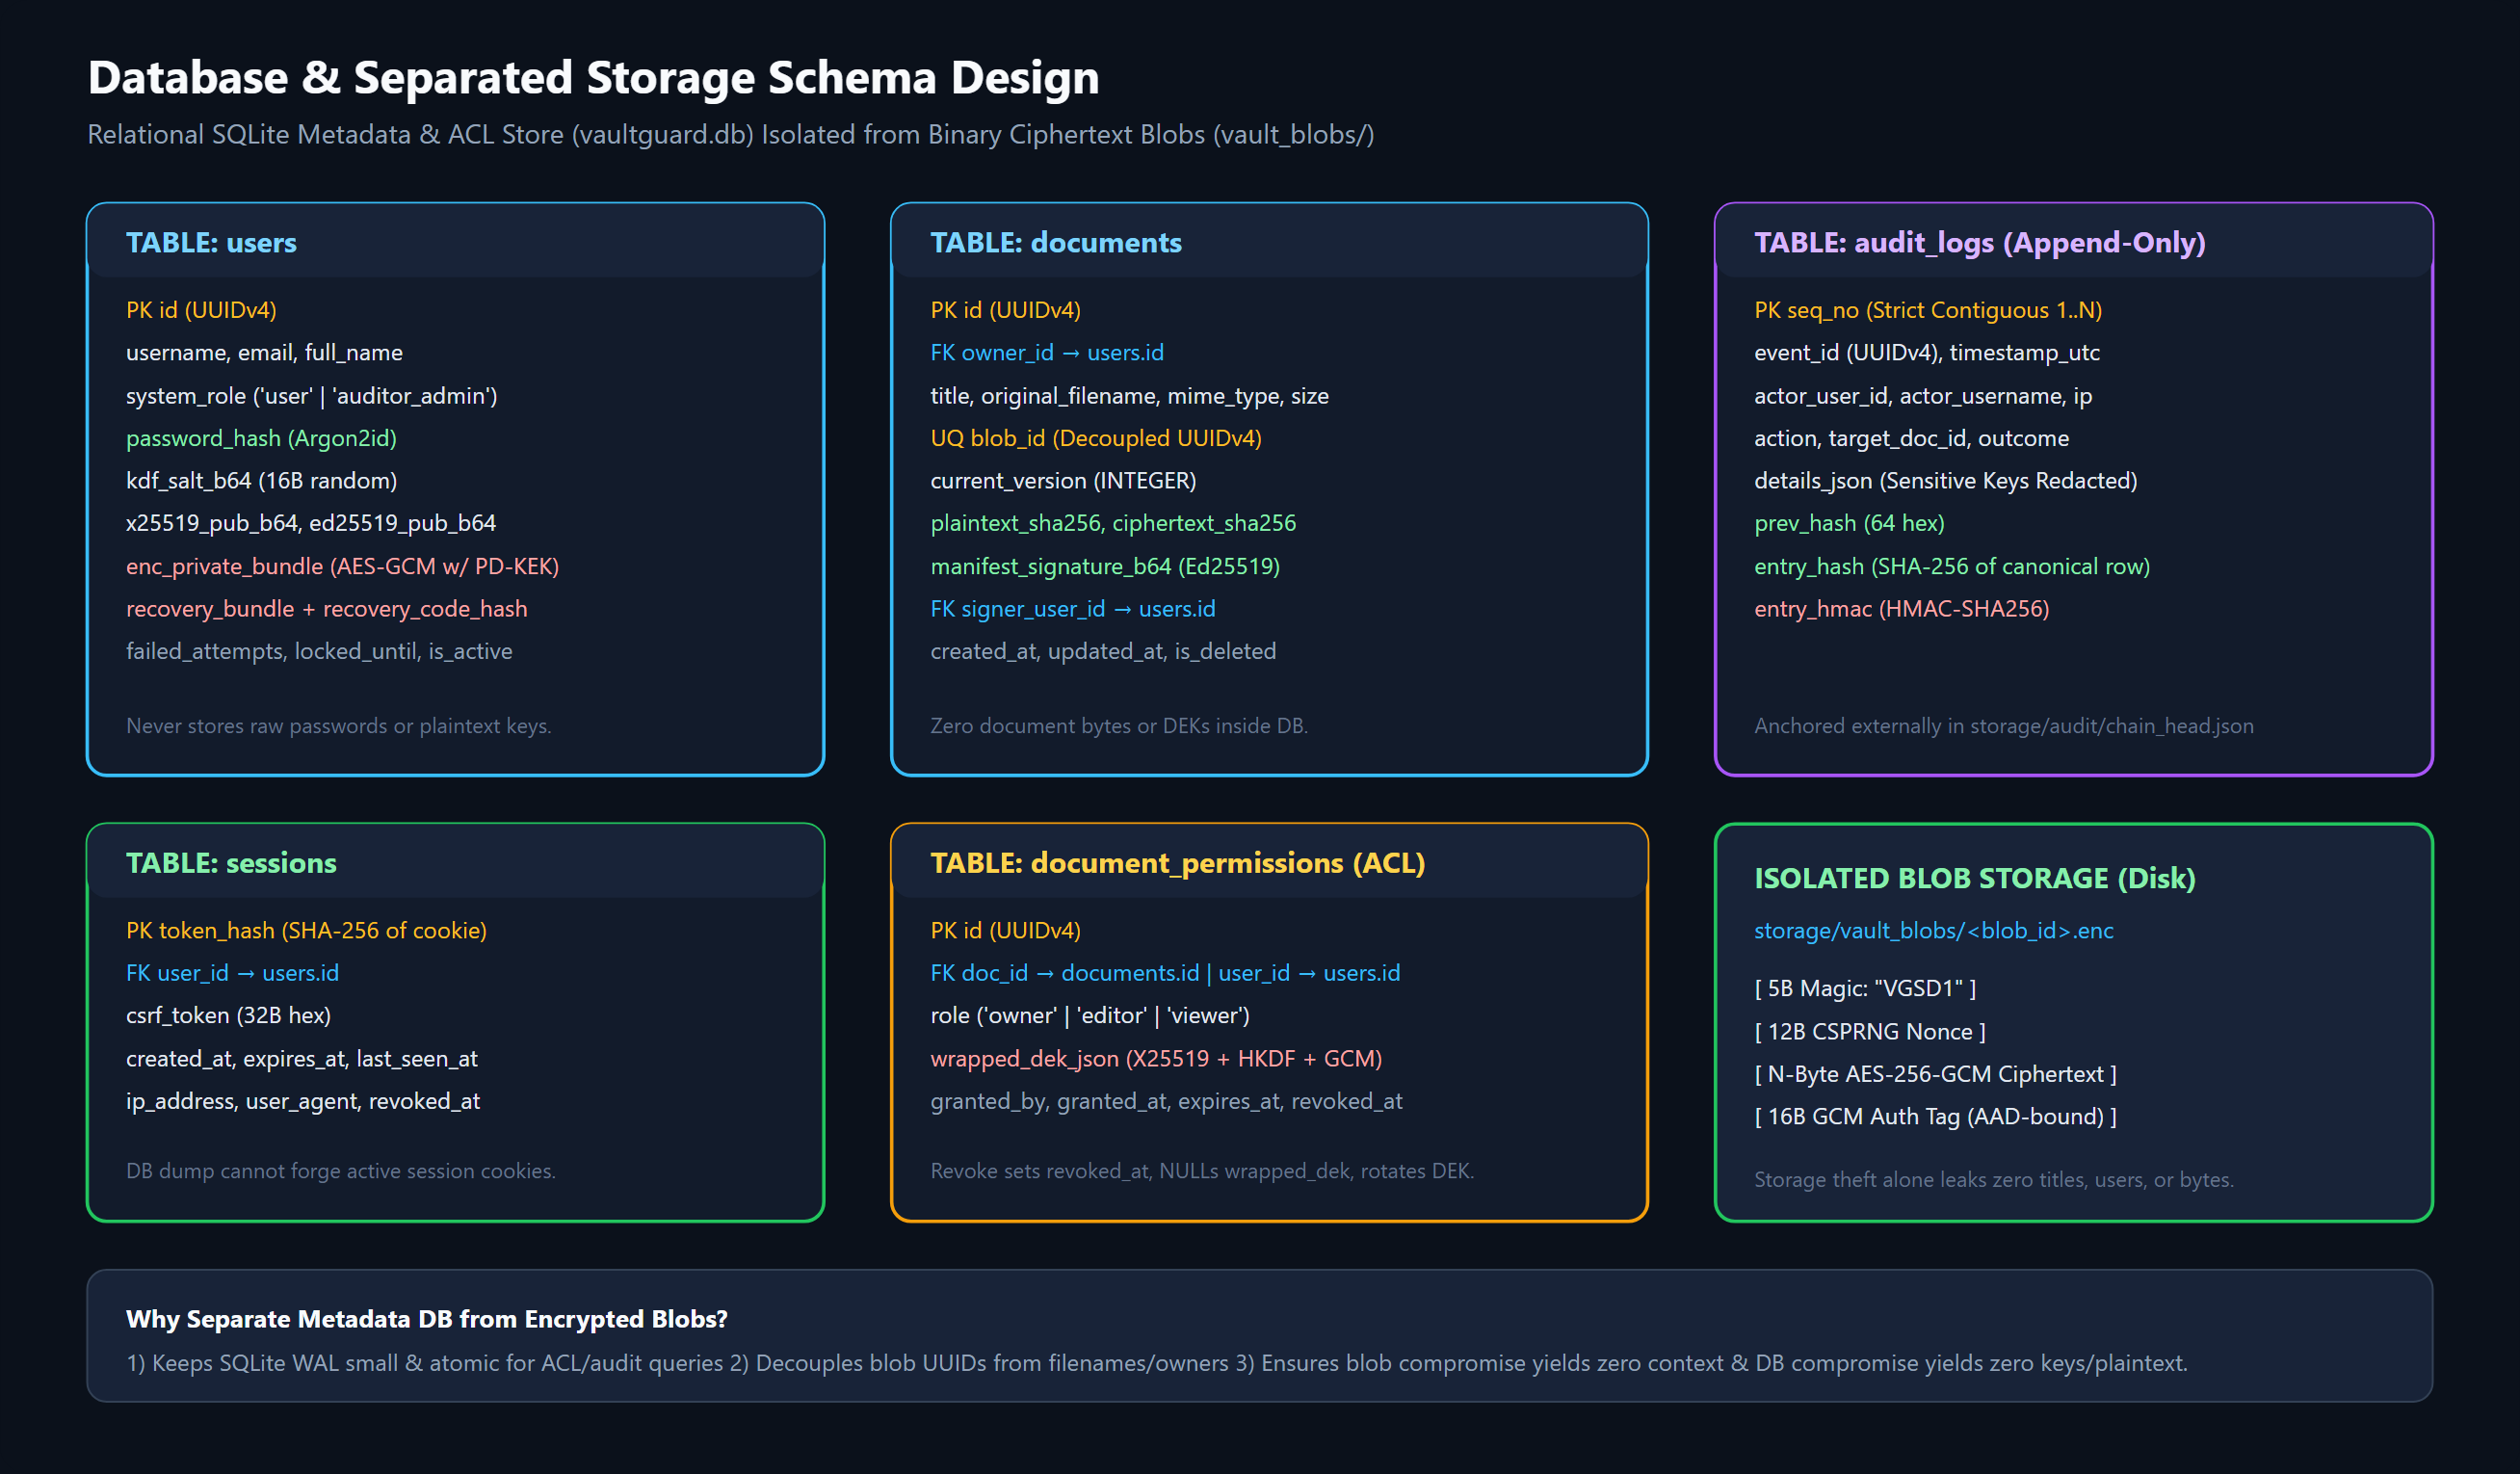 Database & Separated Storage Schema Design
Relational SQLite Metadata & ACL Store (vaultguard.db) Isolated from Binary Ciphertext Blobs (vault_blobs/)
TABLE: users
PK id (UUIDv4)
username, email, full_name
system_role ('user' | 'auditor_admin')
password_hash (Argon2id)
kdf_salt_b64 (16B random)
x25519_pub_b64, ed25519_pub_b64
enc_private_bundle (AES-GCM w/ PD-KEK)
recovery_bundle + recovery_code_hash
failed_attempts, locked_until, is_active
Never stores raw passwords or plaintext keys.
TABLE: documents
PK id (UUIDv4)
FK owner_id → users.id
title, original_filename, mime_type, size
UQ blob_id (Decoupled UUIDv4)
current_version (INTEGER)
plaintext_sha256, ciphertext_sha256
manifest_signature_b64 (Ed25519)
FK signer_user_id → users.id
created_at, updated_at, is_deleted
Zero document bytes or DEKs inside DB.
TABLE: audit_logs (Append-Only)
PK seq_no (Strict Contiguous 1..N)
event_id (UUIDv4), timestamp_utc
actor_user_id, actor_username, ip
action, target_doc_id, outcome
details_json (Sensitive Keys Redacted)
prev_hash (64 hex)
entry_hash (SHA-256 of canonical row)
entry_hmac (HMAC-SHA256)
Anchored externally in storage/audit/chain_head.json
TABLE: sessions
PK token_hash (SHA-256 of cookie)
FK user_id → users.id
csrf_token (32B hex)
created_at, expires_at, last_seen_at
ip_address, user_agent, revoked_at
DB dump cannot forge active session cookies.
TABLE: document_permissions (ACL)
PK id (UUIDv4)
FK doc_id → documents.id | user_id → users.id
role ('owner' | 'editor' | 'viewer')
wrapped_dek_json (X25519 + HKDF + GCM)
granted_by, granted_at, expires_at, revoked_at
Revoke sets revoked_at, NULLs wrapped_dek, rotates DEK.
ISOLATED BLOB STORAGE (Disk)
storage/vault_blobs/<blob_id>.enc
[ 5B Magic: "VGSD1" ]
[ 12B CSPRNG Nonce ]
[ N-Byte AES-256-GCM Ciphertext ]
[ 16B GCM Auth Tag (AAD-bound) ]
Storage theft alone leaks zero titles, users, or bytes.
Why Separate Metadata DB from Encrypted Blobs?
1) Keeps SQLite WAL small & atomic for ACL/audit queries 2) Decouples blob UUIDs from filenames/owners 3) Ensures blob compromise yields zero context & DB compromise yields zero keys/plaintext.